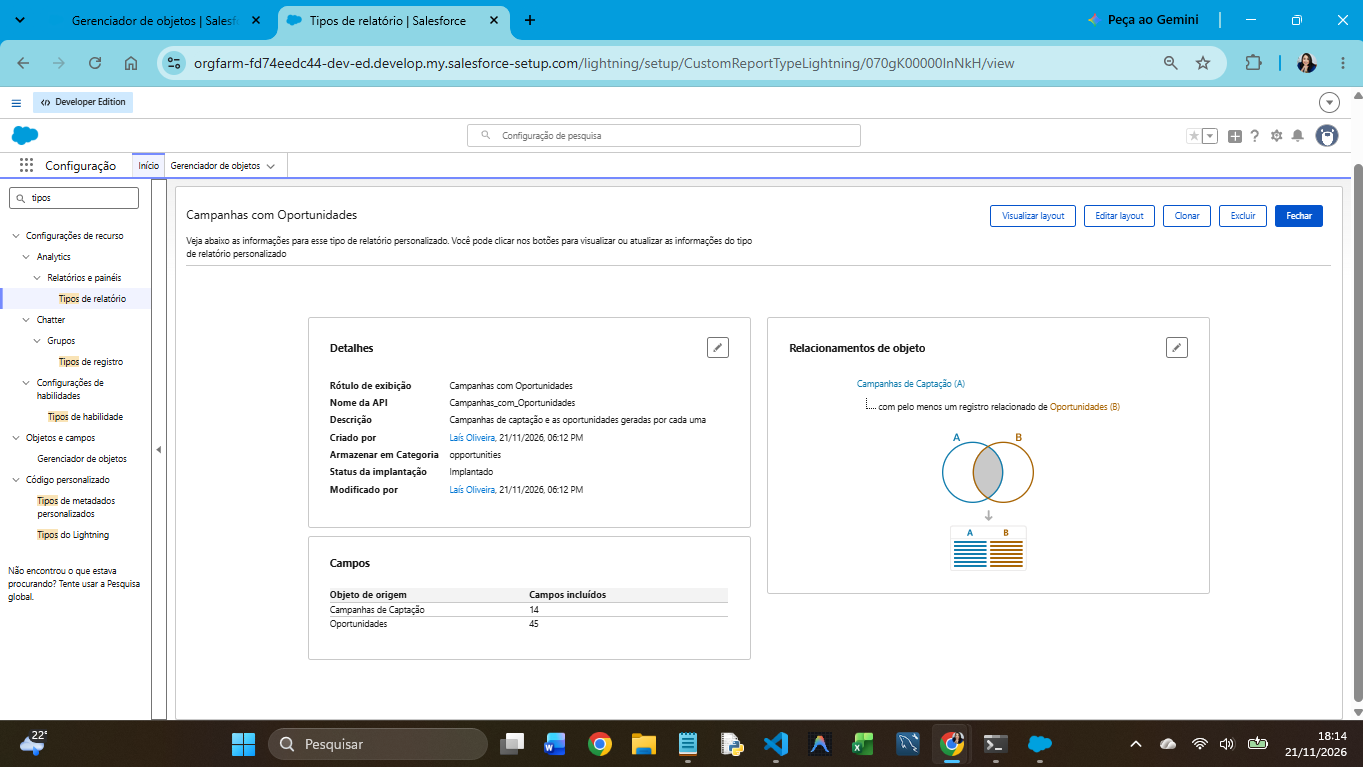 Gerenciador de objetos | Salesf
Tipos de relatório | Salesforce
Peça ao Gemini
orgfarm-fd74eedc44-dev-ed.develop.my.salesforce-setup.com/lightning/setup/CustomReportTypeLightning/070gK00000InNkH/view
Developer Edition
Configuração de pesquisa
Configuração
Início
Gerenciador de objetos
tipos
Configurações de recurso
Analytics
Relatórios e painéis
Tipos de relatório
Chatter
Grupos
Tipos de registro
Configurações de
habilidades
Tipos de habilidade
Objetos e campos
Gerenciador de objetos
Código personalizado
Tipos de metadados
personalizados
Tipos do Lightning
Não encontrou o que estava
procurando? Tente usar a Pesquisa
global.
Campanhas com Oportunidades
Visualizar layout
Editar layout
Clonar
Excluir
Fechar
Veja abaixo as informações para esse tipo de relatório personalizado. Você pode clicar nos botões para visualizar ou atualizar as informações do tipo
de relatório personalizado
Detalhes
Rótulo de exibição Campanhas com Oportunidades
Nome da API Campanhas_com_Oportunidades
Descrição Campanhas de captação e as oportunidades geradas por cada uma
Criado por Laís Oliveira, 21/11/2026, 06:12 PM
Armazenar em Categoria opportunities
Status da implantação Implantado
Modificado por Laís Oliveira, 21/11/2026, 06:12 PM
Campos
Objeto de origem Campos incluídos
Campanhas de Captação 14
Oportunidades 45
Relacionamentos de objeto
Campanhas de Captação (A)
com pelo menos um registro relacionado de Oportunidades (B)
A B
A B
22°
Pesquisar
18:14
21/11/2026